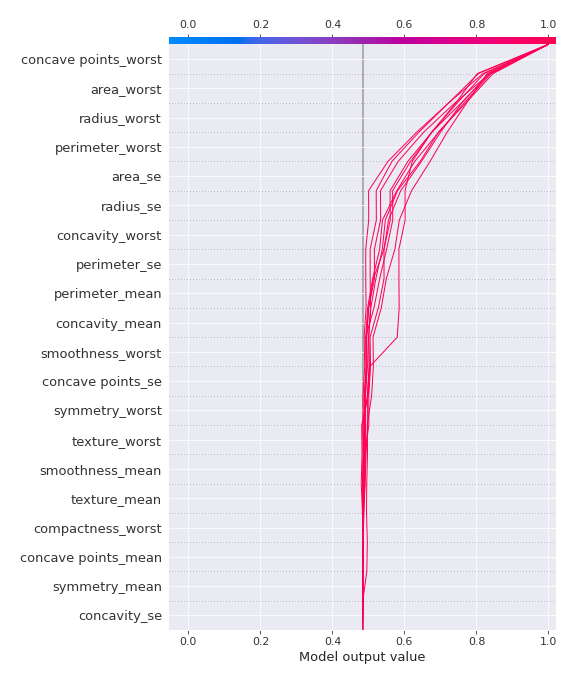 0.0 0.2 0.4 0.6 0.8 1.0
concave points_worst
area_worst
radius_worst
perimeter_worst
area_se
radius_se
concavity_worst
perimeter_se
perimeter_mean
concavity_mean
smoothness_worst
concave points_se
symmetry_worst
texture_worst
smoothness_mean
texture_mean
compactness_worst
concave points_mean
symmetry_mean
concavity_se
0.0 0.2 0.4 0.6 0.8 1.0
Model output value